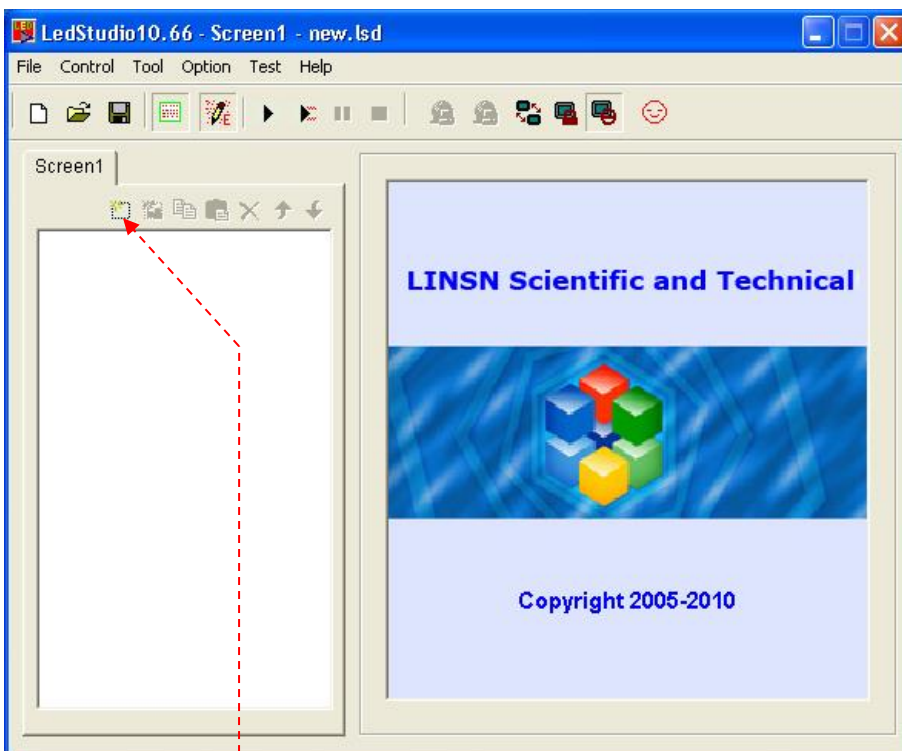 LedStudio10.66 - Screen1 - new.lsd
File Control Tool Option Test Help
Screen1
LINSN Scientific and Technical
Copyright 2005-2010